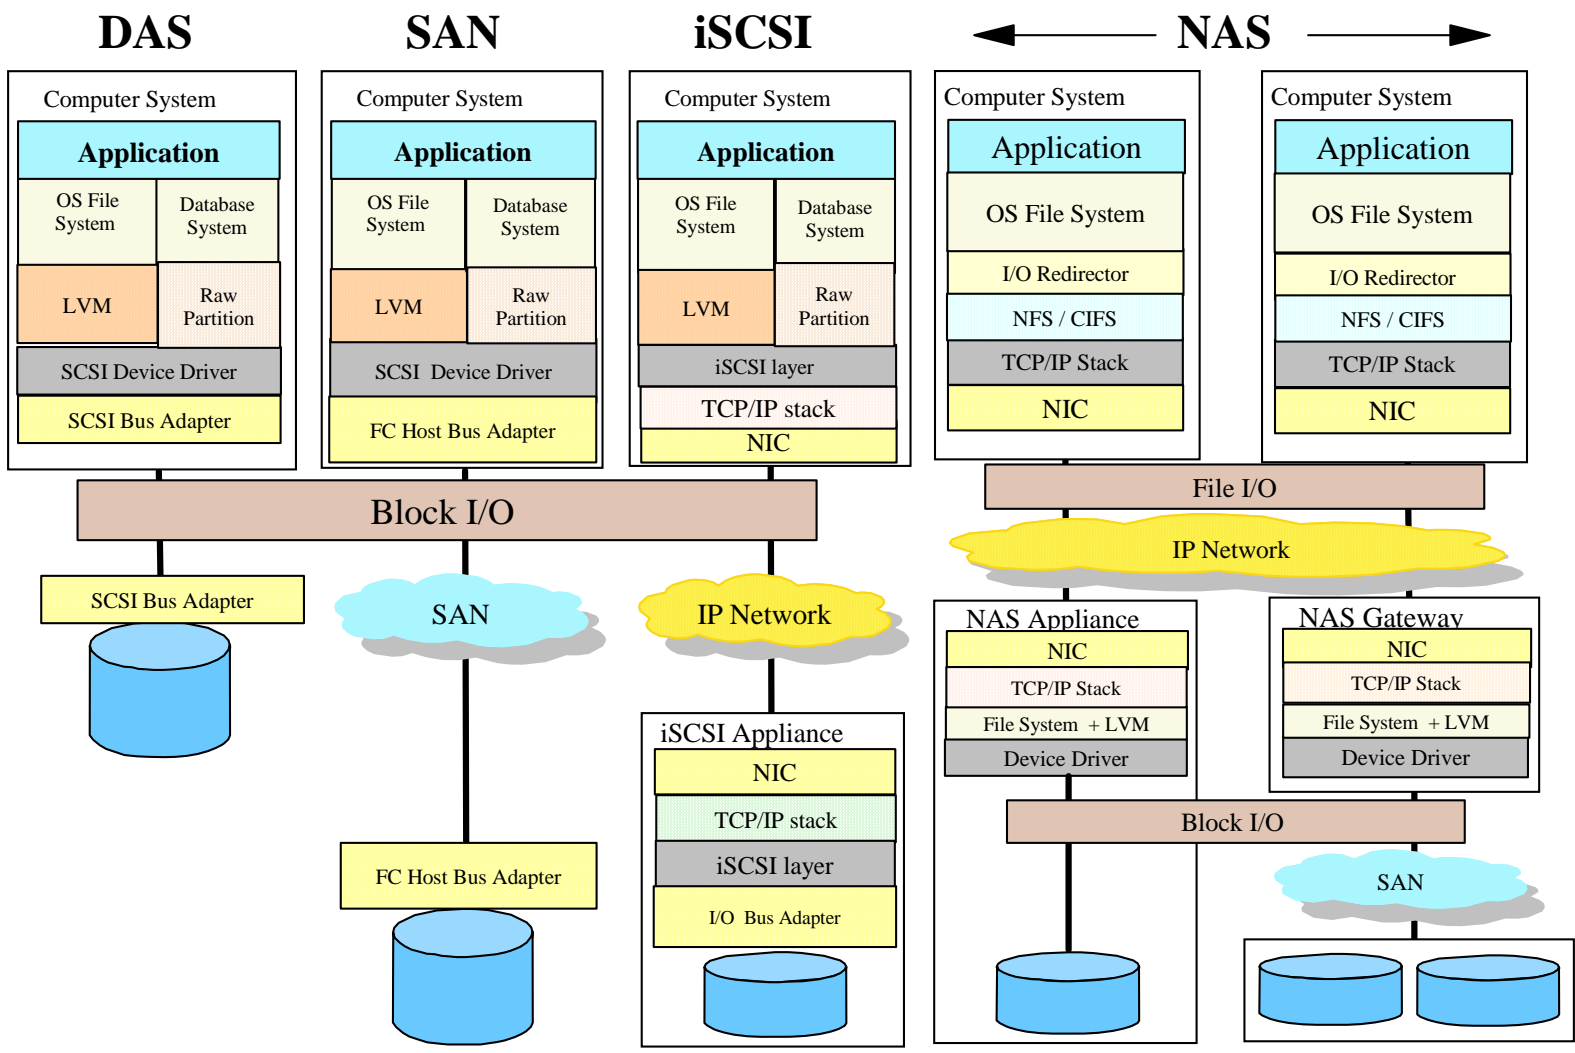 DAS
SAN
iSCSI
NAS
Computer System
Application
OS File
System
Database
System
LVM
Raw
Partition
SCSI Device Driver
SCSI Bus Adapter
Computer System
Application
OS File
System
Database
System
LVM
Raw
Partition
SCSI Device Driver
FC Host Bus Adapter
Computer System
Application
OS File
System
Database
System
LVM
Raw
Partition
iSCSI layer
TCP/IP stack
NIC
Computer System
Application
OS File System
I/O Redirector
NFS / CIFS
TCP/IP Stack
NIC
Computer System
Application
OS File System
I/O Redirector
NFS / CIFS
TCP/IP Stack
NIC
Block I/O
File I/O
SCSI Bus Adapter
SAN
IP Network
IP Network
FC Host Bus Adapter
iSCSI Appliance
NIC
TCP/IP stack
iSCSI layer
I/O Bus Adapter
NAS Appliance
NIC
TCP/IP Stack
File System + LVM
Device Driver
NAS Gateway
NIC
TCP/IP Stack
File System + LVM
Device Driver
Block I/O
SAN